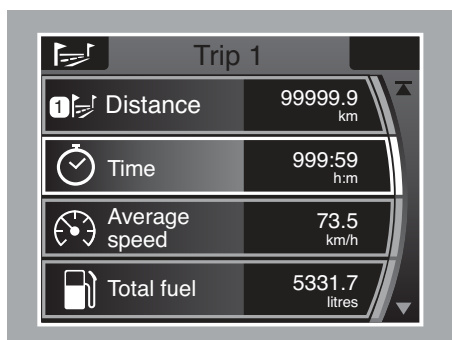 Trip 1
1 Distance 99999.9
km
Time 999:59
h:m
Average speed 73.5
km/h
Total fuel 5331.7
litres